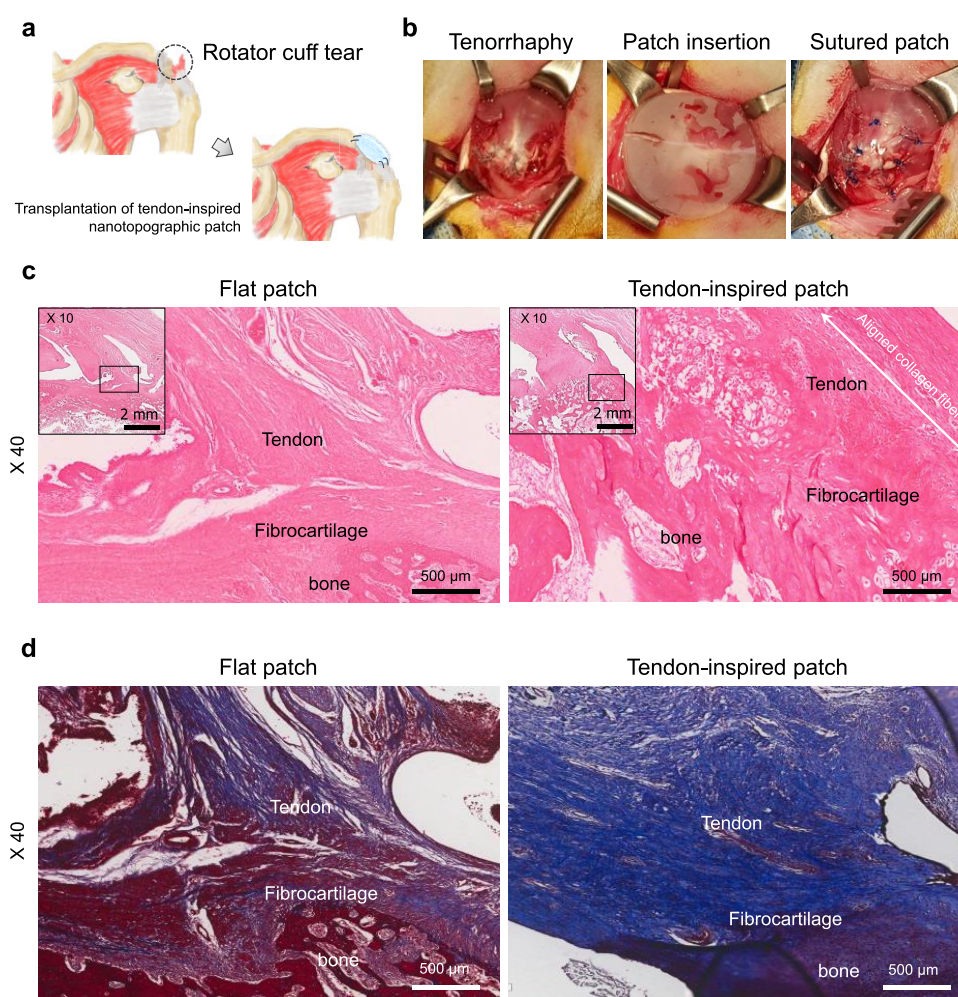 a
Rotator cuff tear
Transplantation of tendon-inspired
nanotopographic patch
b
Tenorrhaphy
Patch insertion
Sutured patch
c
Flat patch
Tendon-inspired patch
X 40
X 10
2 mm
Tendon
Fibrocartilage
bone
500 µm
X 10
2 mm
Aligned collagen fiber
Tendon
Fibrocartilage
bone
500 µm
d
Flat patch
Tendon-inspired patch
X 40
Tendon
Fibrocartilage
bone
500 µm
Tendon
Fibrocartilage
bone
500 µm